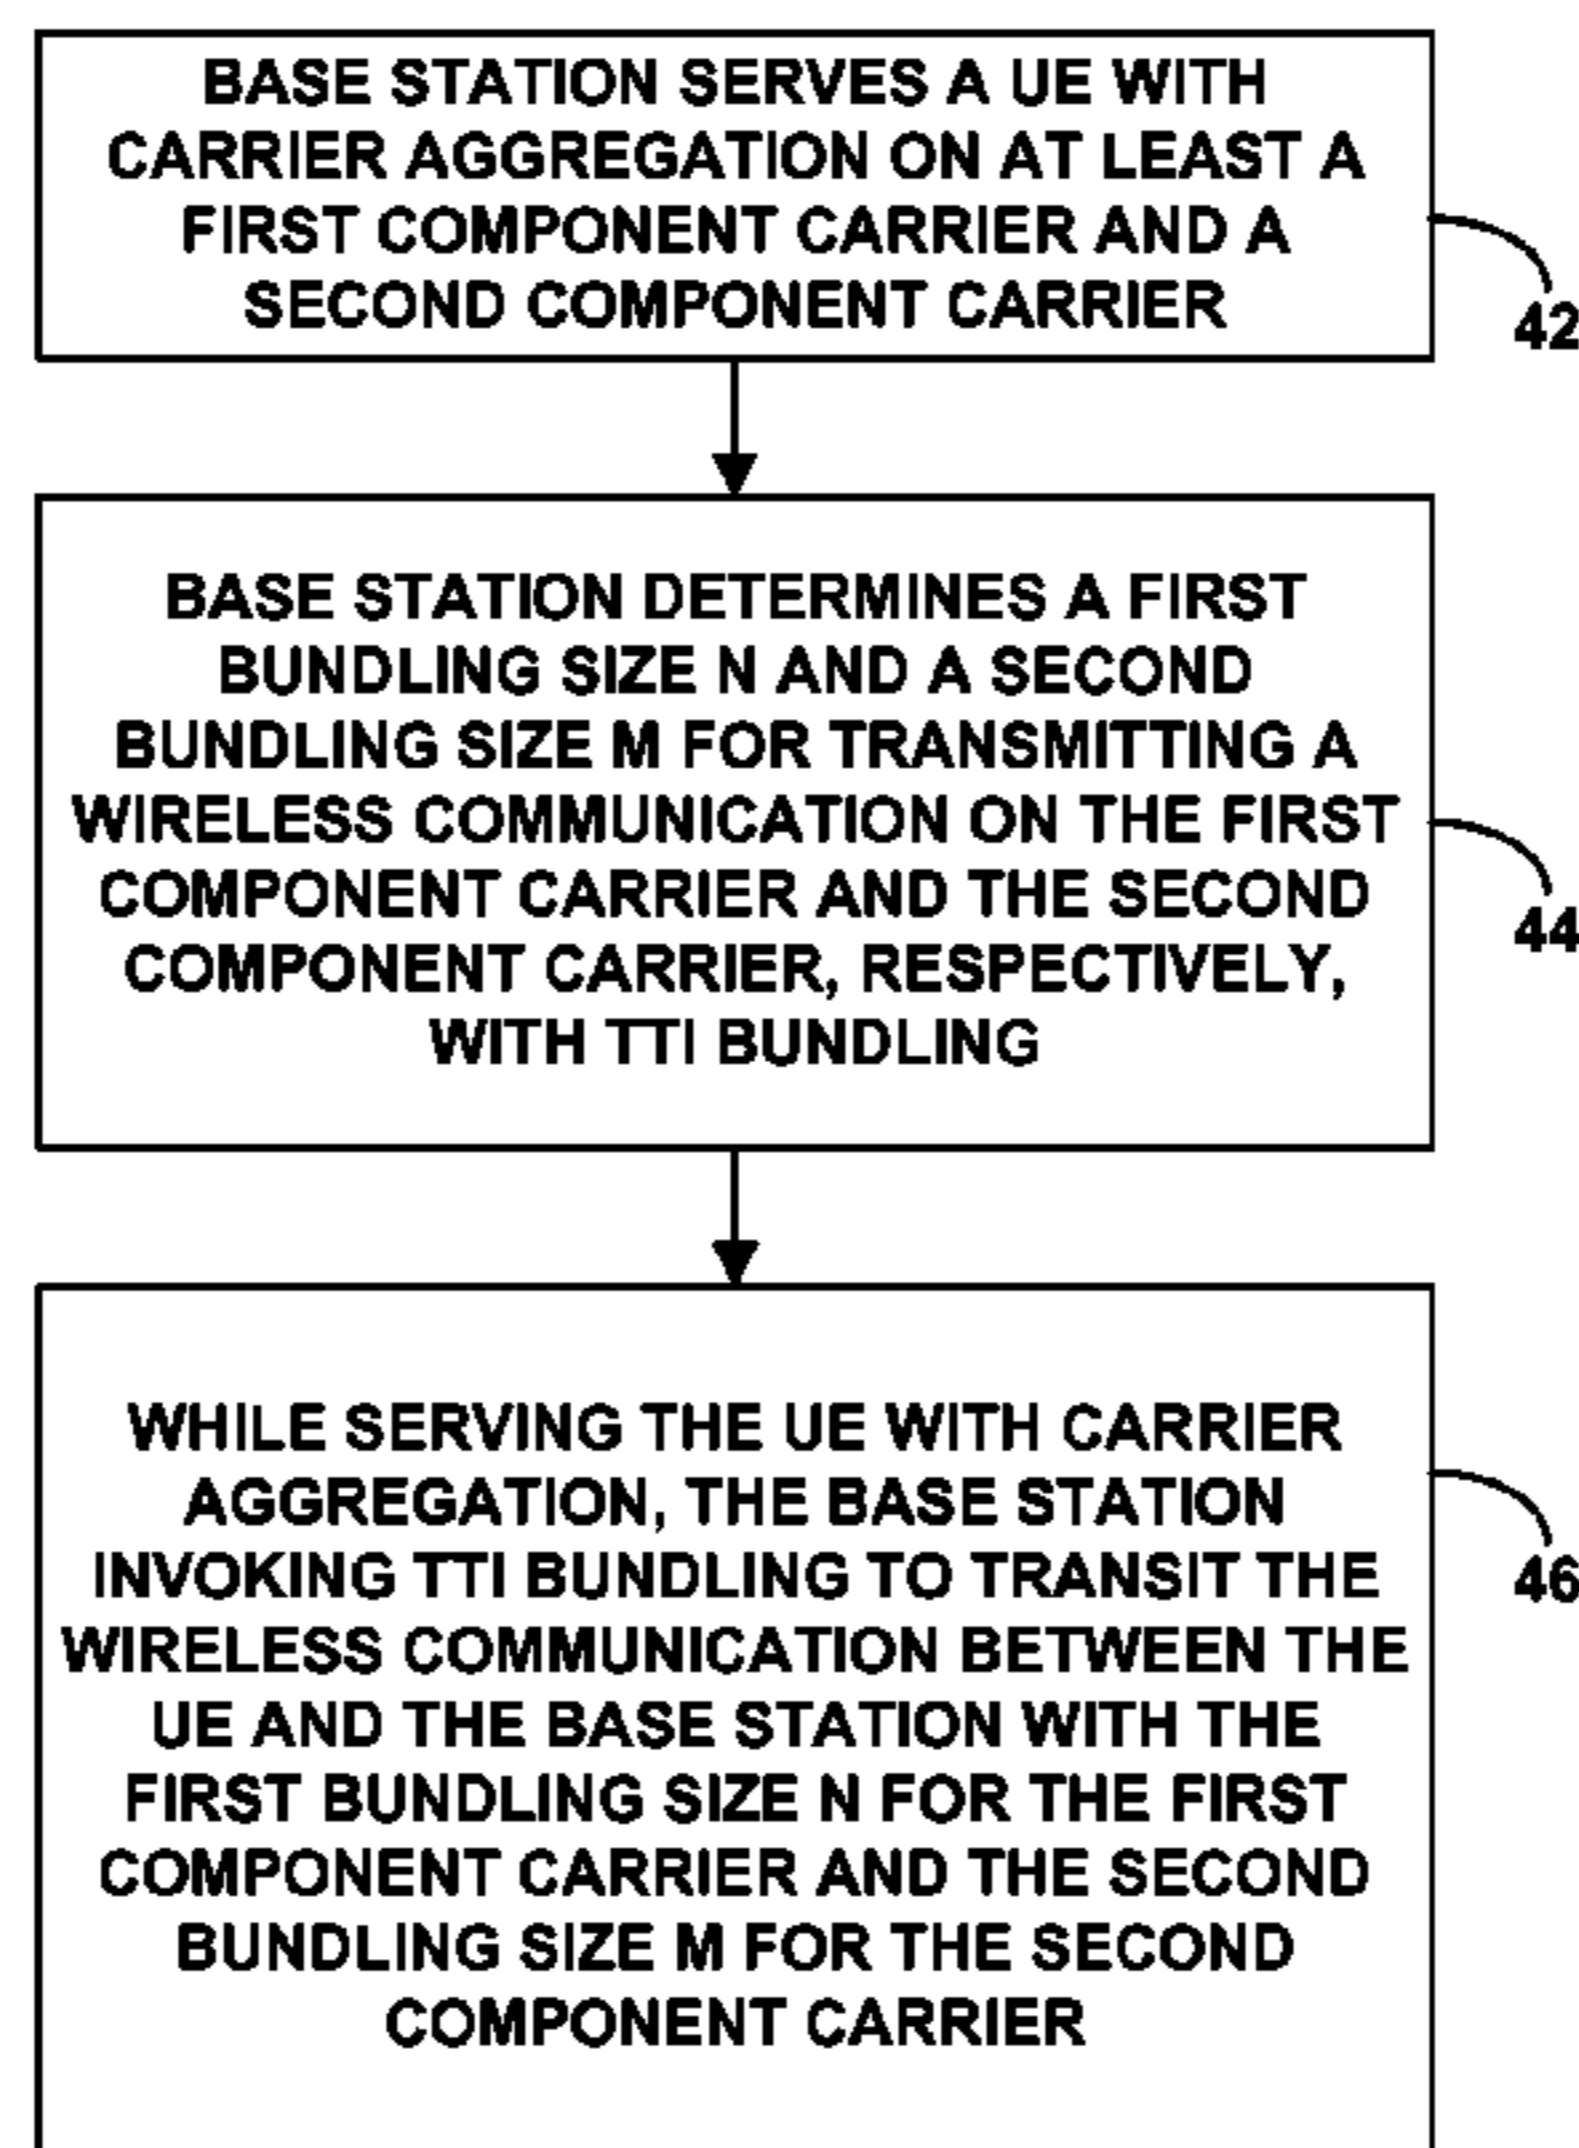 BASE STATION SERVES A UE WITH
CARRIER AGGREGATION ON AT LEAST A
FIRST COMPONENT CARRIER AND A
SECOND COMPONENT CARRIER
42
BASE STATION DETERMINES A FIRST
BUNDLING SIZE N AND A SECOND
BUNDLING SIZE M FOR TRANSMITTING A
WIRELESS COMMUNICATION ON THE FIRST
COMPONENT CARRIER AND THE SECOND
COMPONENT CARRIER, RESPECTIVELY,
WITH TTI BUNDLING
44
WHILE SERVING THE UE WITH CARRIER
AGGREGATION, THE BASE STATION
INVOKING TTI BUNDLING TO TRANSIT THE
WIRELESS COMMUNICATION BETWEEN THE
UE AND THE BASE STATION WITH THE
FIRST BUNDLING SIZE N FOR THE FIRST
COMPONENT CARRIER AND THE SECOND
BUNDLING SIZE M FOR THE SECOND
COMPONENT CARRIER
46